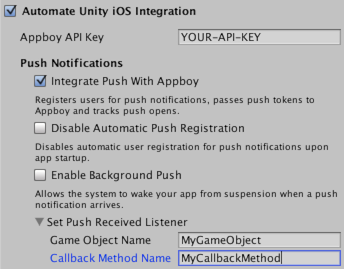 Automate Unity iOS Integration
Appboy API Key YOUR-API-KEY
Push Notifications
Integrate Push With Appboy
Registers users for push notifications, passes push tokens to
Appboy and tracks push opens.
Disable Automatic Push Registration
Disables automatic user registration for push notifications upon
app startup.
Enable Background Push
Allows the system to wake your app from suspension when a push
notification arrives.
Set Push Received Listener
Game Object Name MyGameObject
Callback Method Name MyCallbackMethod